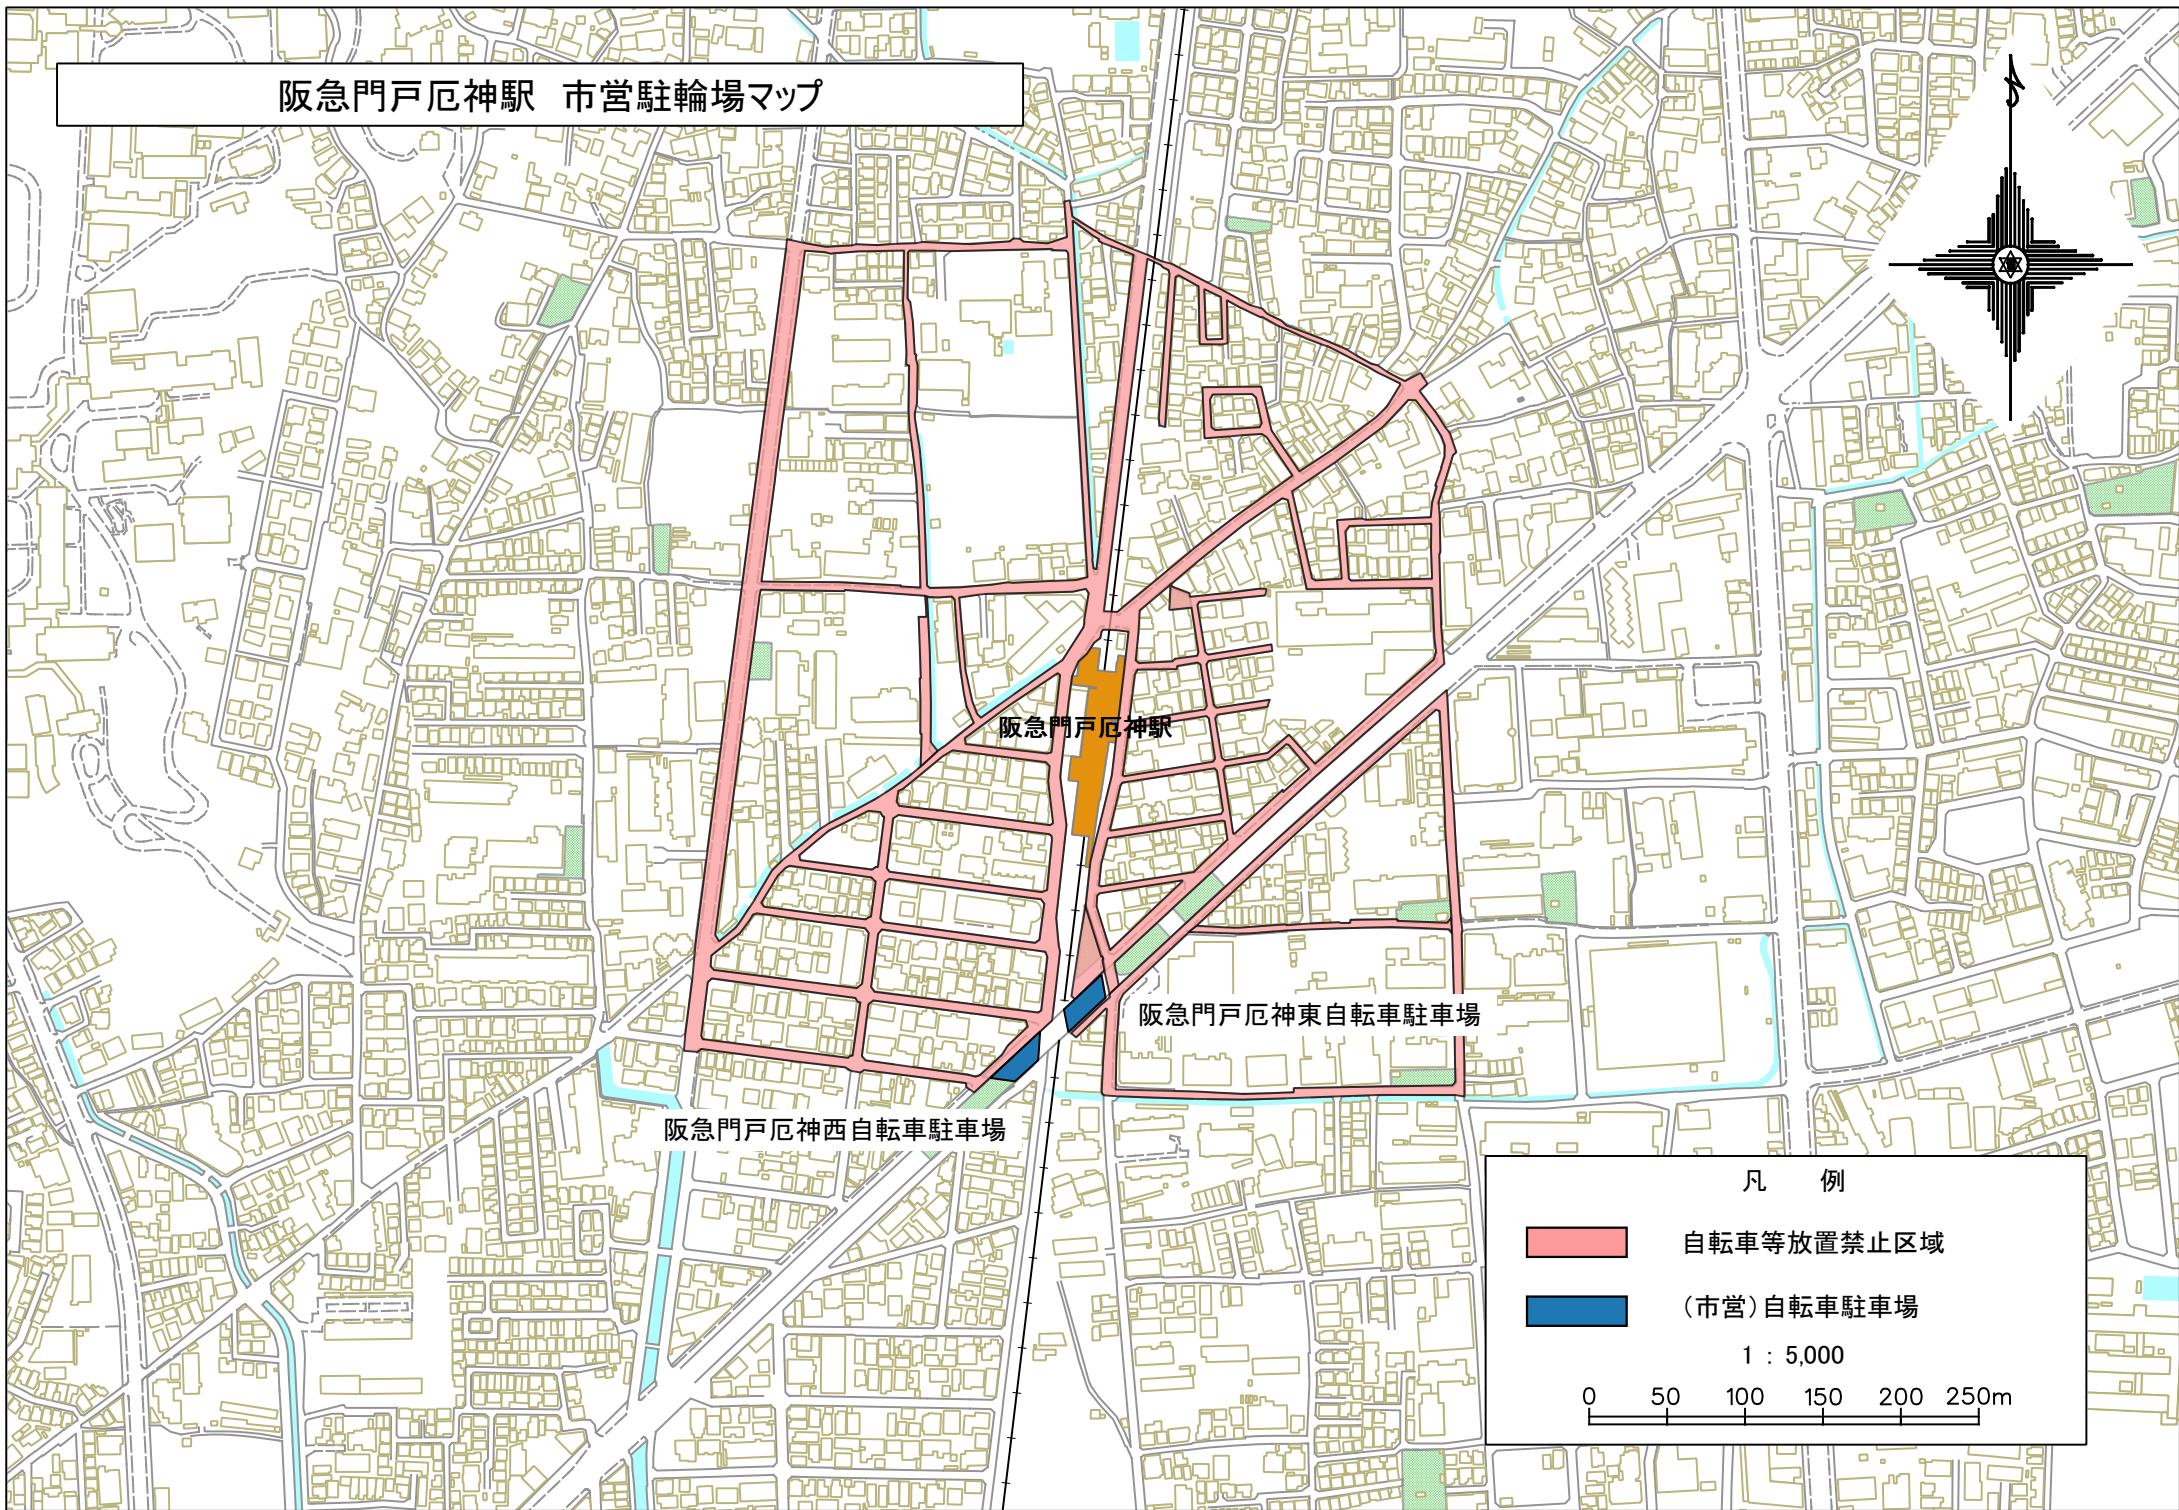 阪急門戸厄神駅　市営駐輪場マップ
阪急門戸厄神駅
阪急門戸厄神東自転車駐車場
阪急門戸厄神西自転車駐車場
凡　例
自転車等放置禁止区域
（市営）自転車駐車場
1 : 5,000
0 50 100 150 200 250m